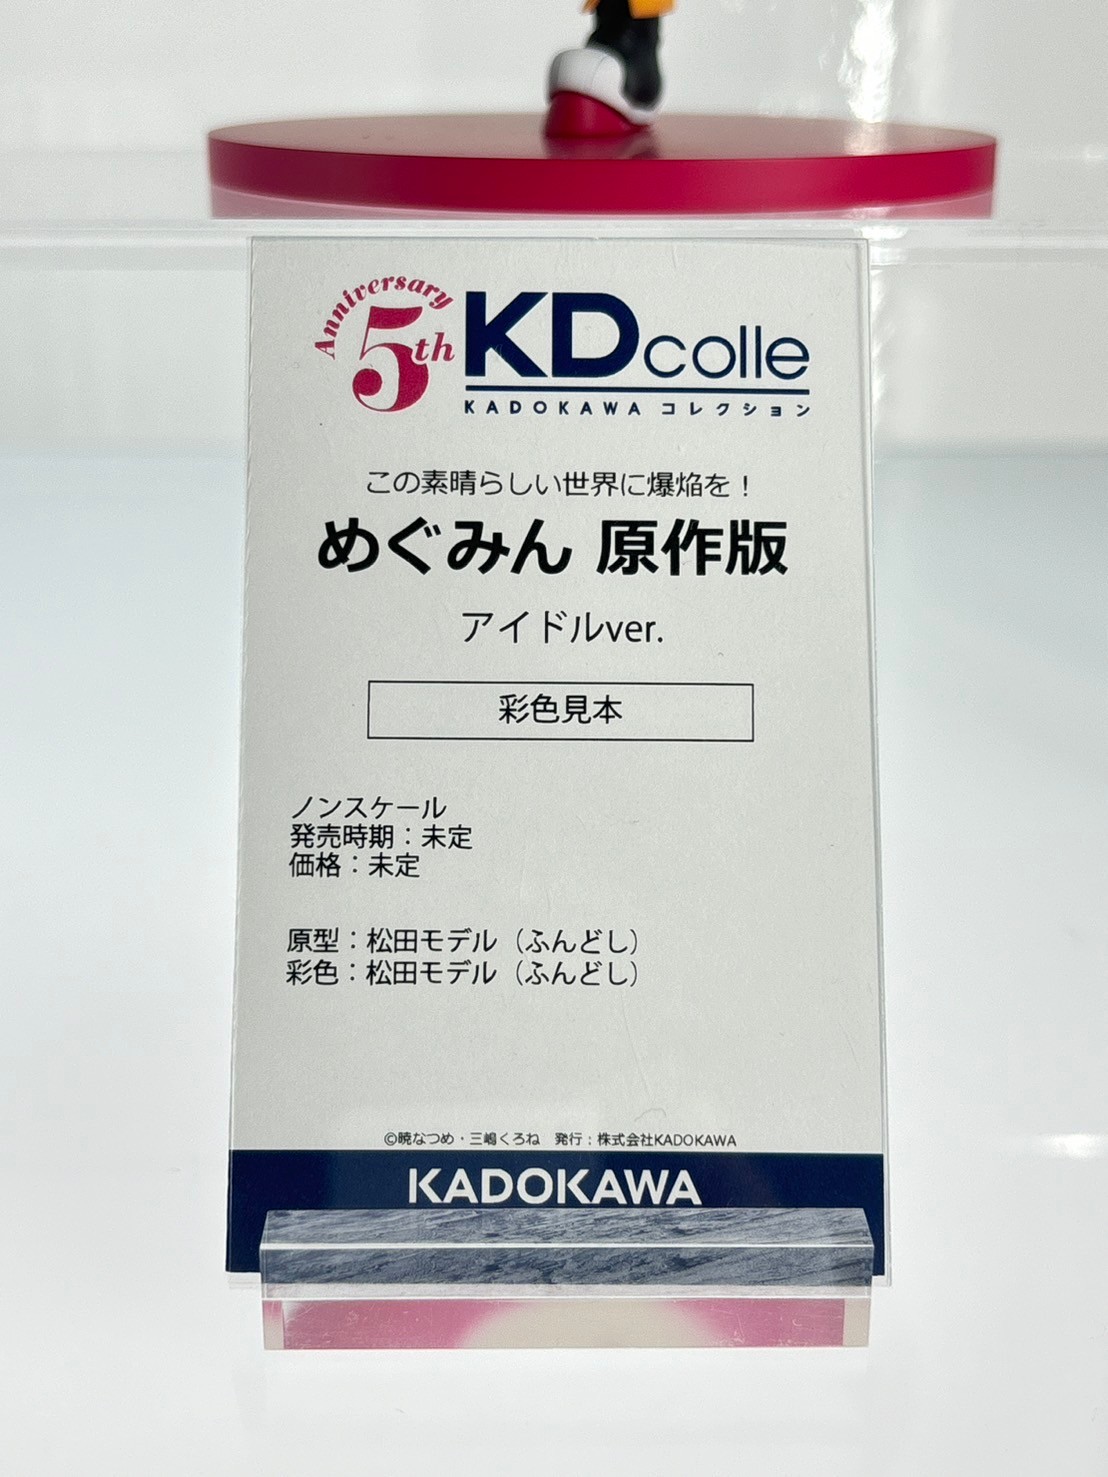 Anniversary
5th
KDcolle
KADOKAWA コレクション
この素晴らしい世界に爆焔を！
めぐみん 原作版
アイドルver.
彩色見本
ノンスケール
発売時期：未定
価格：未定
原型：松田モデル（ふんどし）
彩色：松田モデル（ふんどし）
©暁なつめ・三嶋くろね　発行：株式会社KADOKAWA
KADOKAWA